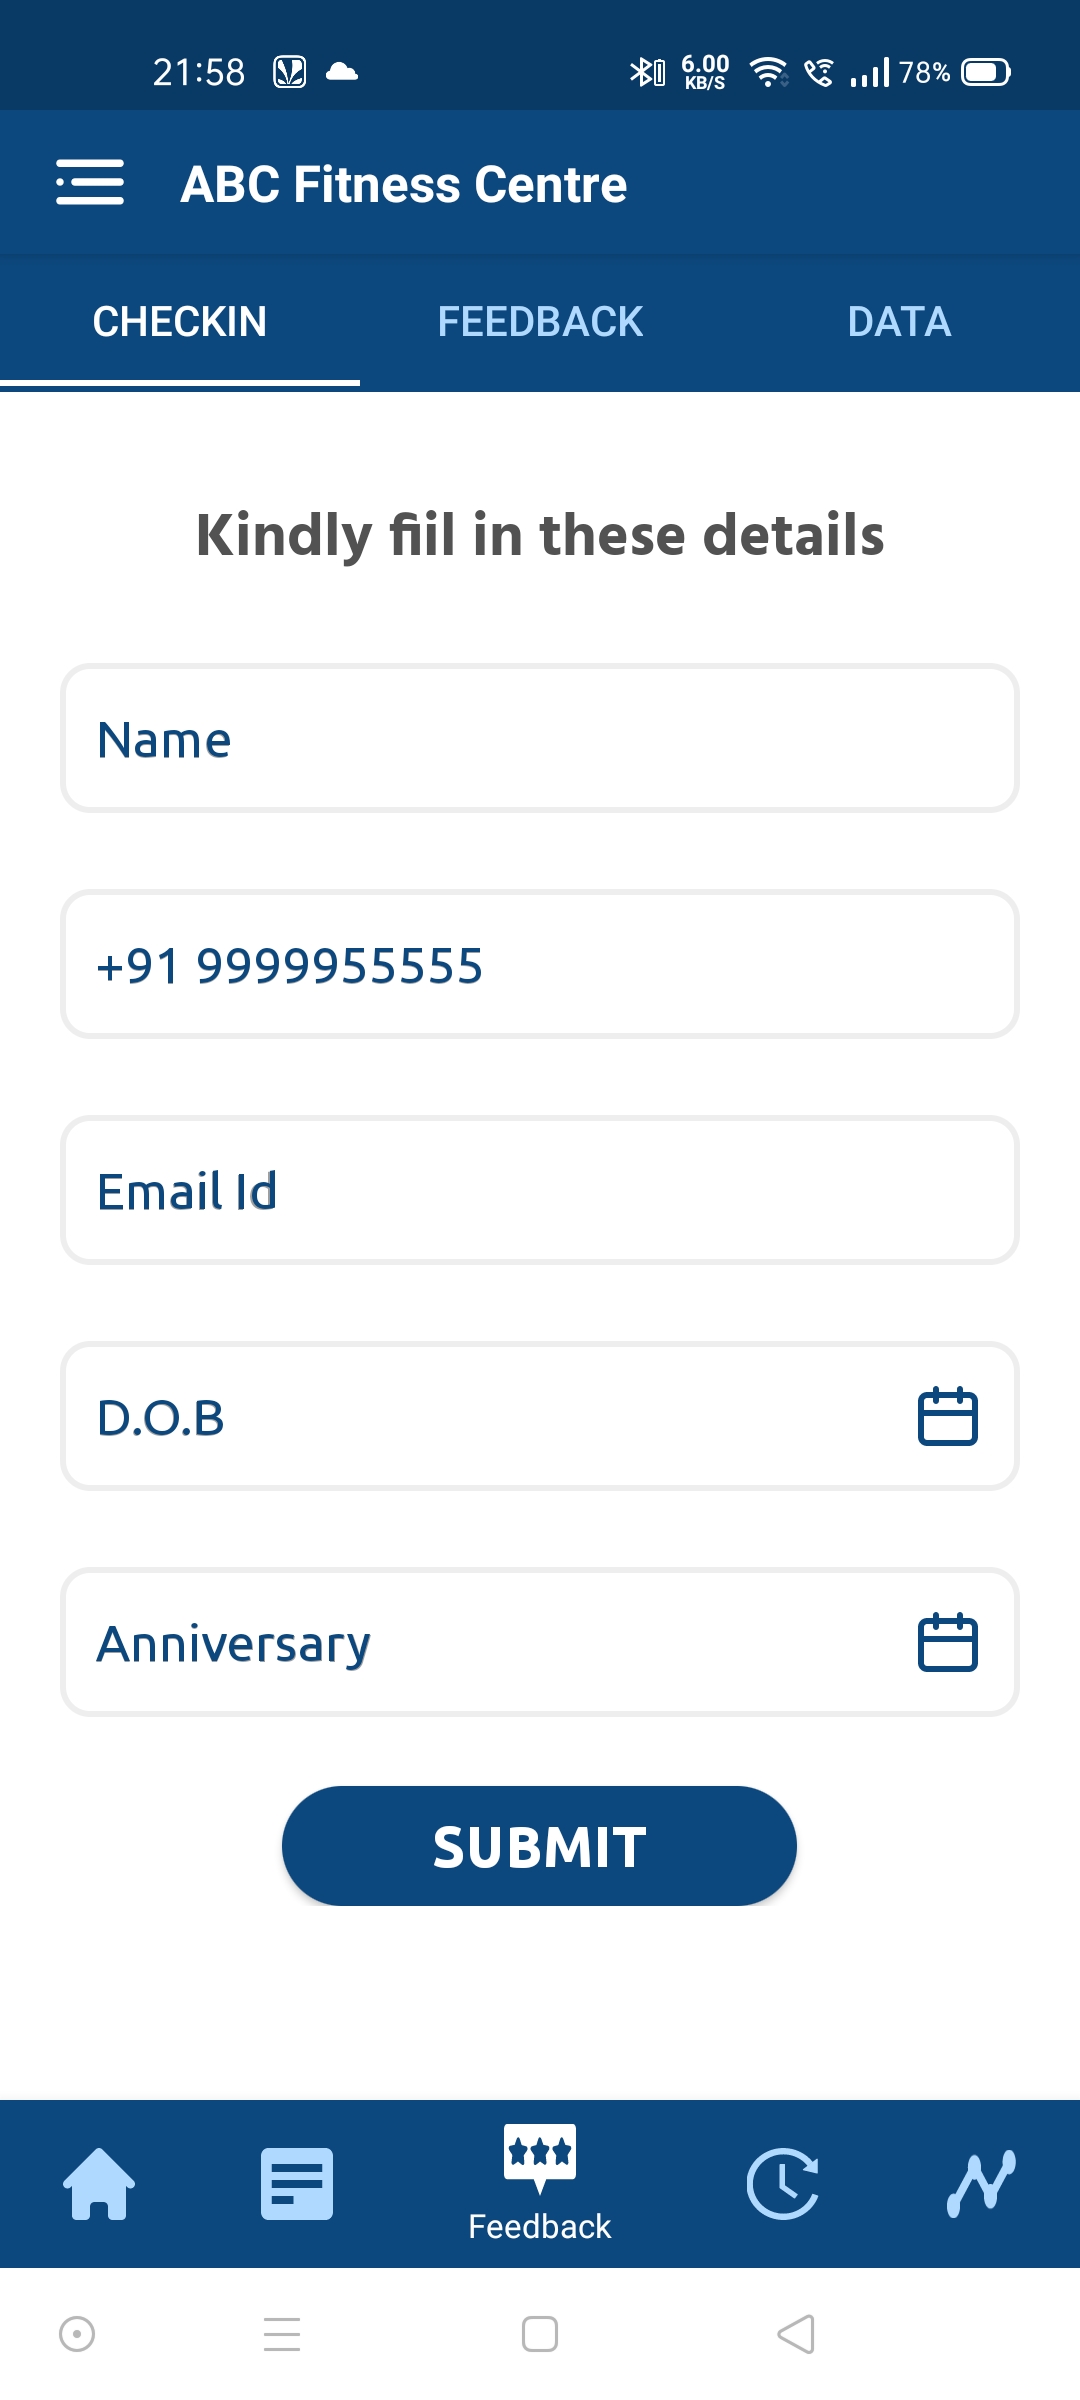 21:58 6.00 KB/S 78%
ABC Fitness Centre
CHECKIN FEEDBACK DATA
Kindly fiil in these details
Name
+91 9999955555
Email Id
D.O.B
Anniversary
SUBMIT
Feedback